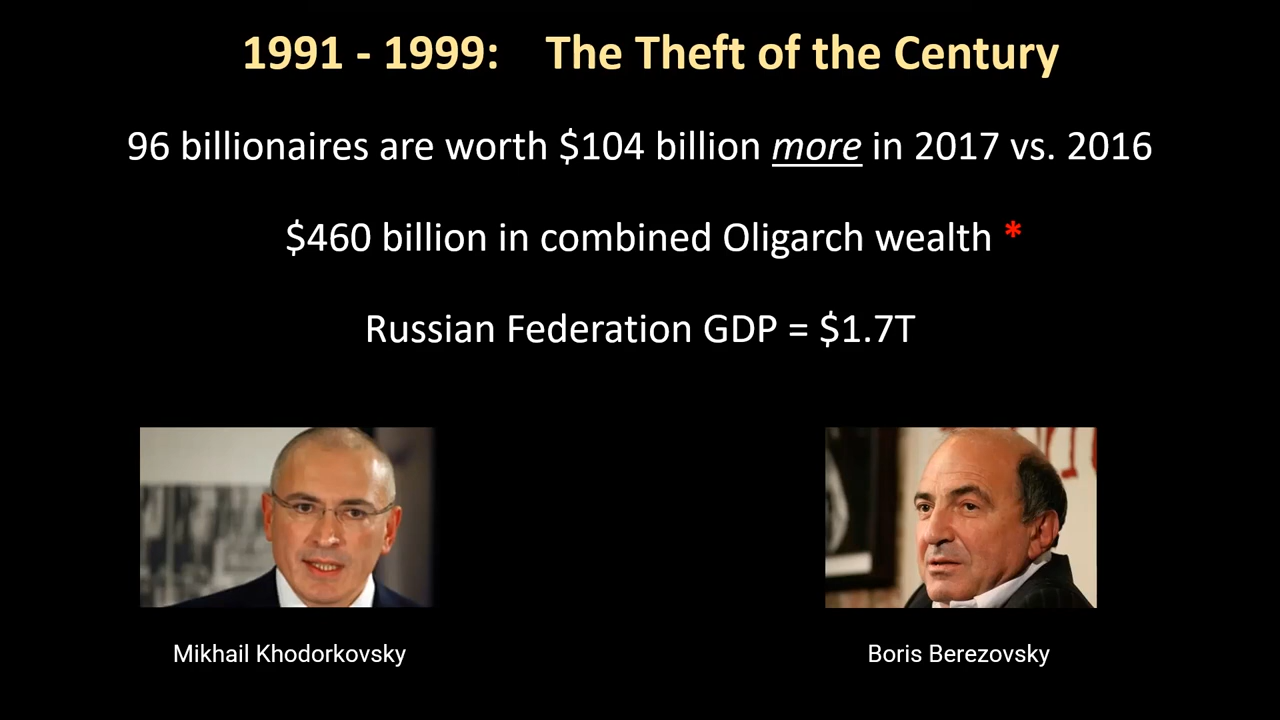 1991 - 1999: The Theft of the Century
96 billionaires are worth $104 billion more in 2017 vs. 2016
$460 billion in combined Oligarch wealth *
Russian Federation GDP = $1.7T
Mikhail Khodorkovsky
Boris Berezovsky